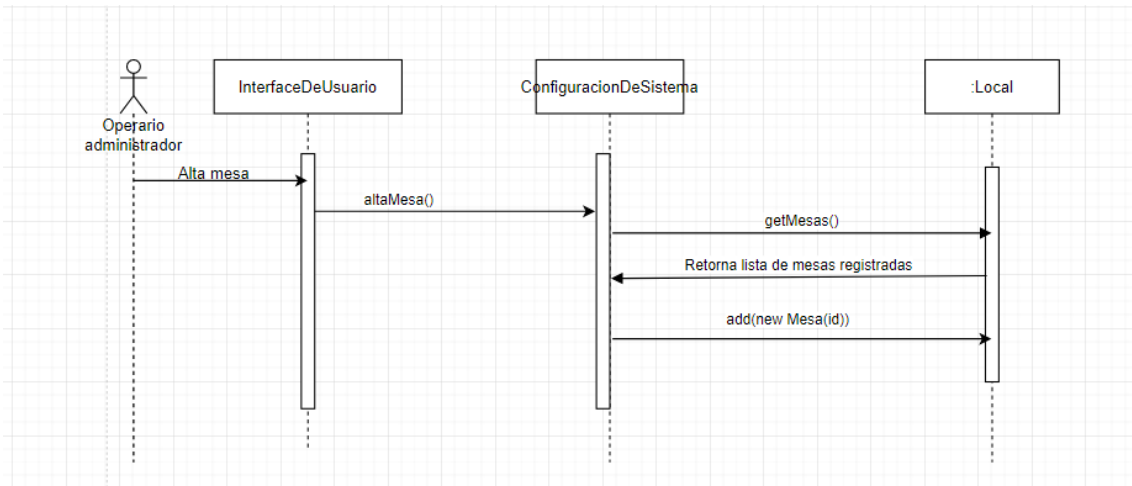 InterfaceDeUsuario
ConfiguracionDeSistema
:Local
Operario
administrador
Alta mesa
altaMesa()
getMesas()
Retorna lista de mesas registradas
add(new Mesa(id))